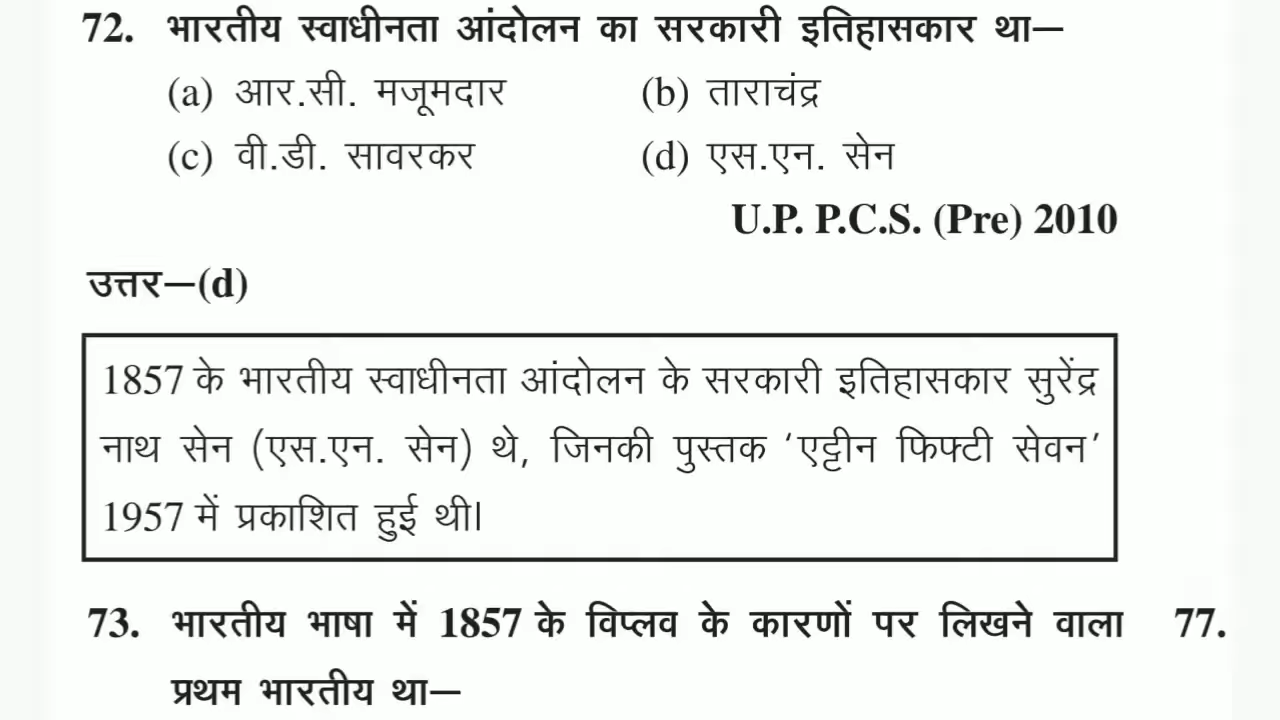 72. भारतीय स्वाधीनता आंदोलन का सरकारी इतिहासकार था—
(a) आर.सी. मजूमदार (b) ताराचंद्र
(c) वी.डी. सावरकर (d) एस.एन. सेन
U.P. P.C.S. (Pre) 2010
उत्तर—(d)
1857 के भारतीय स्वाधीनता आंदोलन के सरकारी इतिहासकार सुरेंद्र
नाथ सेन (एस.एन. सेन) थे, जिनकी पुस्तक ‘एट्टीन फिफ्टी सेवन’
1957 में प्रकाशित हुई थी।
73. भारतीय भाषा में 1857 के विप्लव के कारणों पर लिखने वाला 77.
प्रथम भारतीय था—